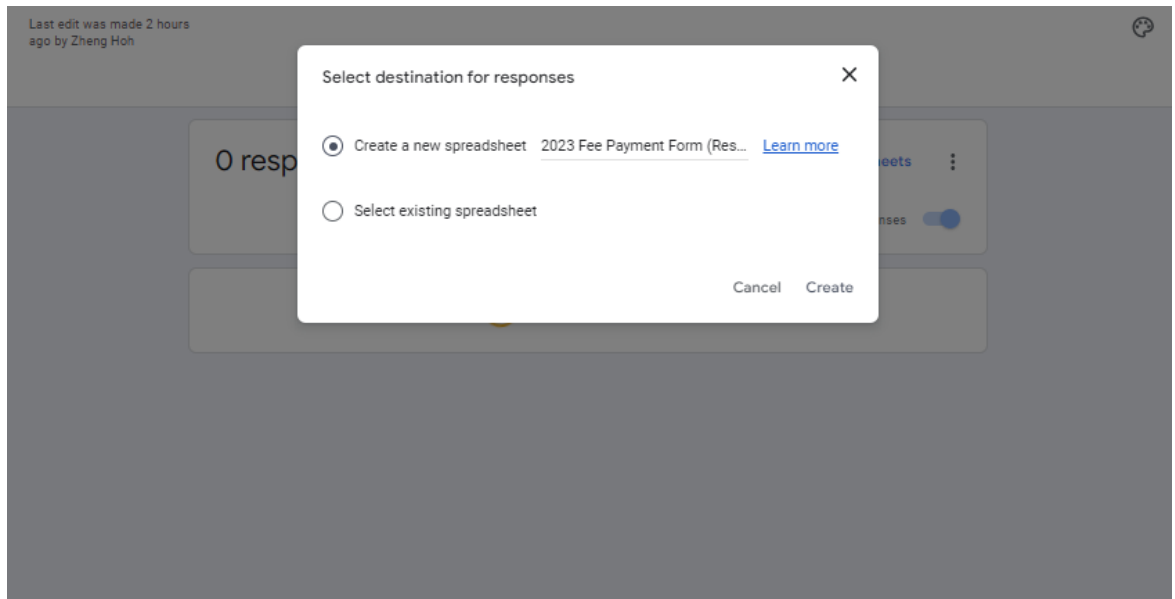 Last edit was made 2 hours
ago by Zheng Hoh
Select destination for responses
Create a new spreadsheet 2023 Fee Payment Form (Res... Learn more
0 resp
eets
Select existing spreadsheet
nses
Cancel Create